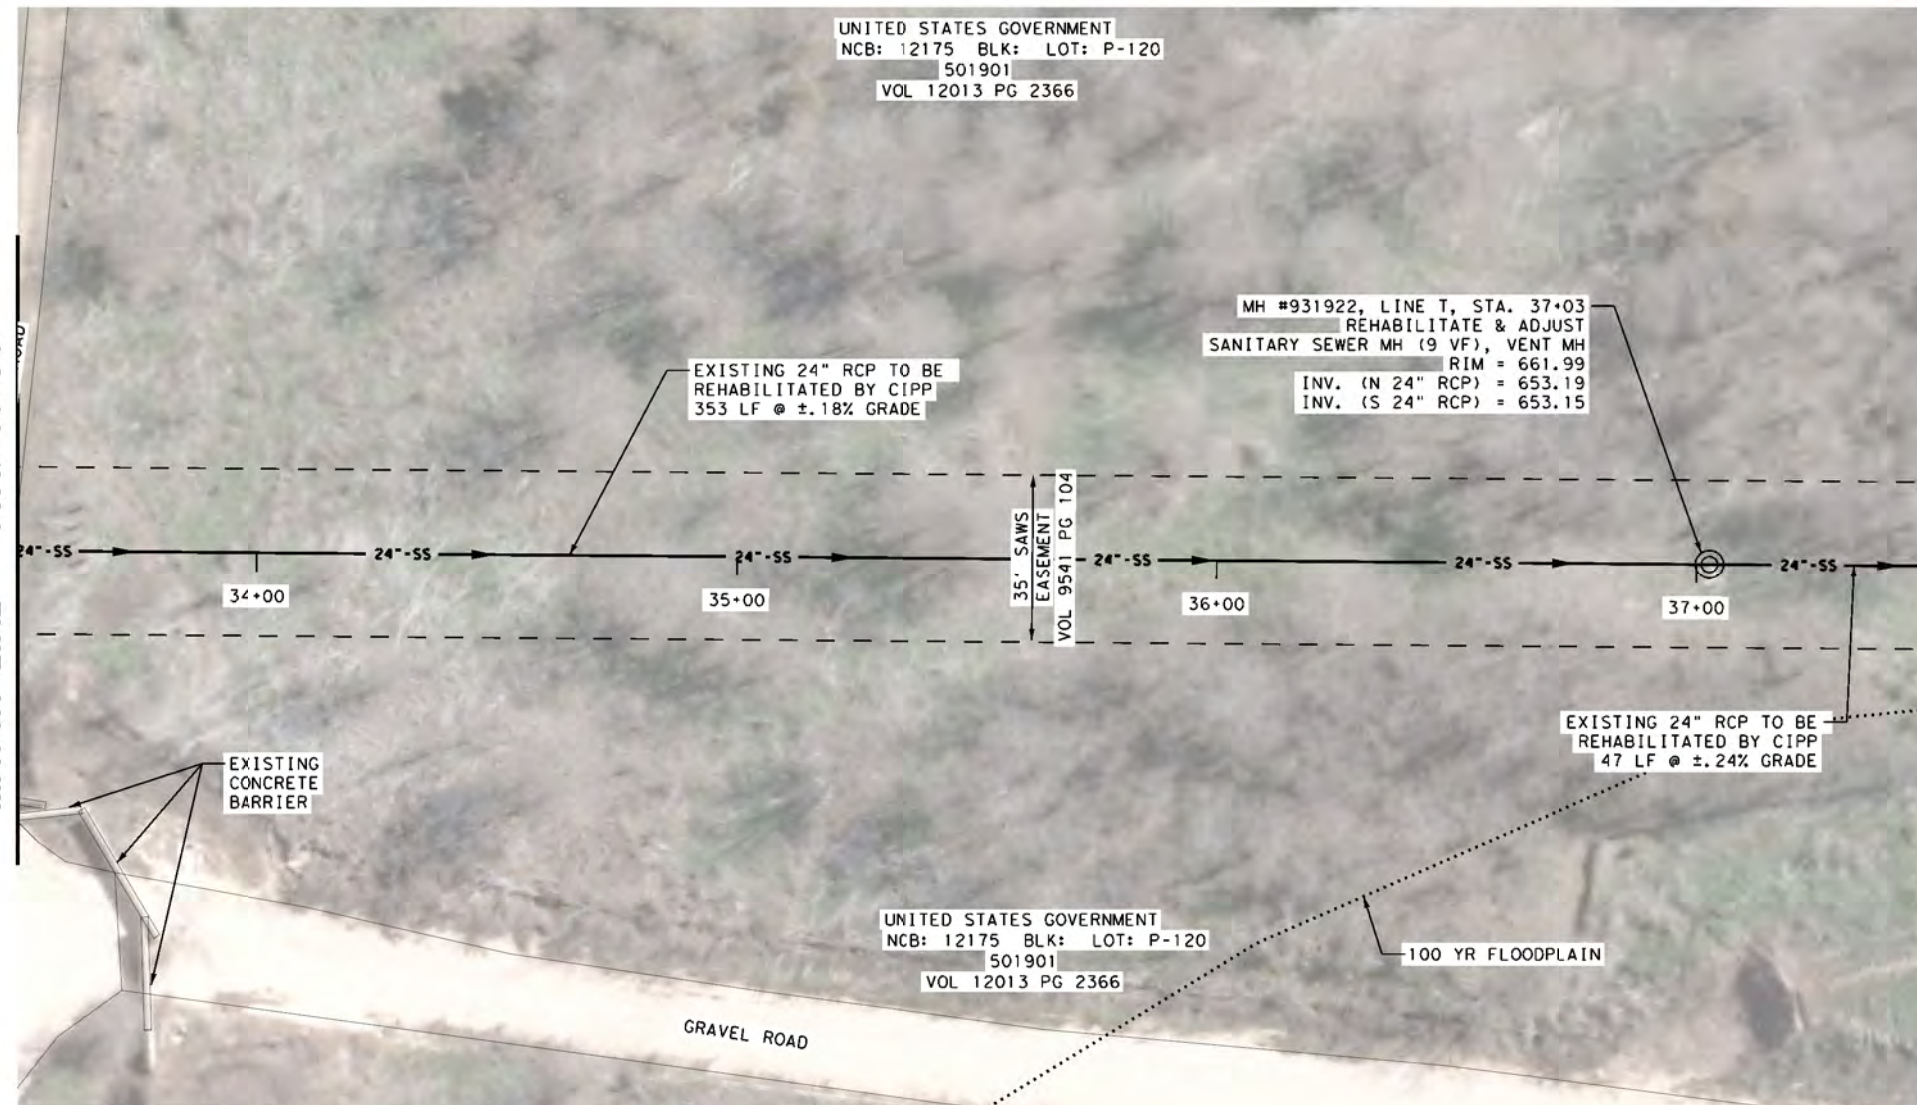 UNITED STATES GOVERNMENT
NCB: 12175 BLK: LOT: P-120
501901
VOL 12013 PG 2366
MH #931922, LINE T, STA. 37+03
REHABILITATE & ADJUST
SANITARY SEWER MH (9 VF), VENT MH
RIM = 661.99
INV. (N 24" RCP) = 653.19
INV. (S 24" RCP) = 653.15
EXISTING 24" RCP TO BE
REHABILITATED BY CIPP
353 LF @ ±.18% GRADE
35' SAWS
EASEMENT
VOL 9541 PG 104
24"-SS
24"-SS
24"-SS
24"-SS
24"-SS
24"-SS
34+00
35+00
36+00
37+00
EXISTING 24" RCP TO BE
REHABILITATED BY CIPP
47 LF @ ±.24% GRADE
EXISTING
CONCRETE
BARRIER
UNITED STATES GOVERNMENT
NCB: 12175 BLK: LOT: P-120
501901
VOL 12013 PG 2366
100 YR FLOODPLAIN
GRAVEL ROAD